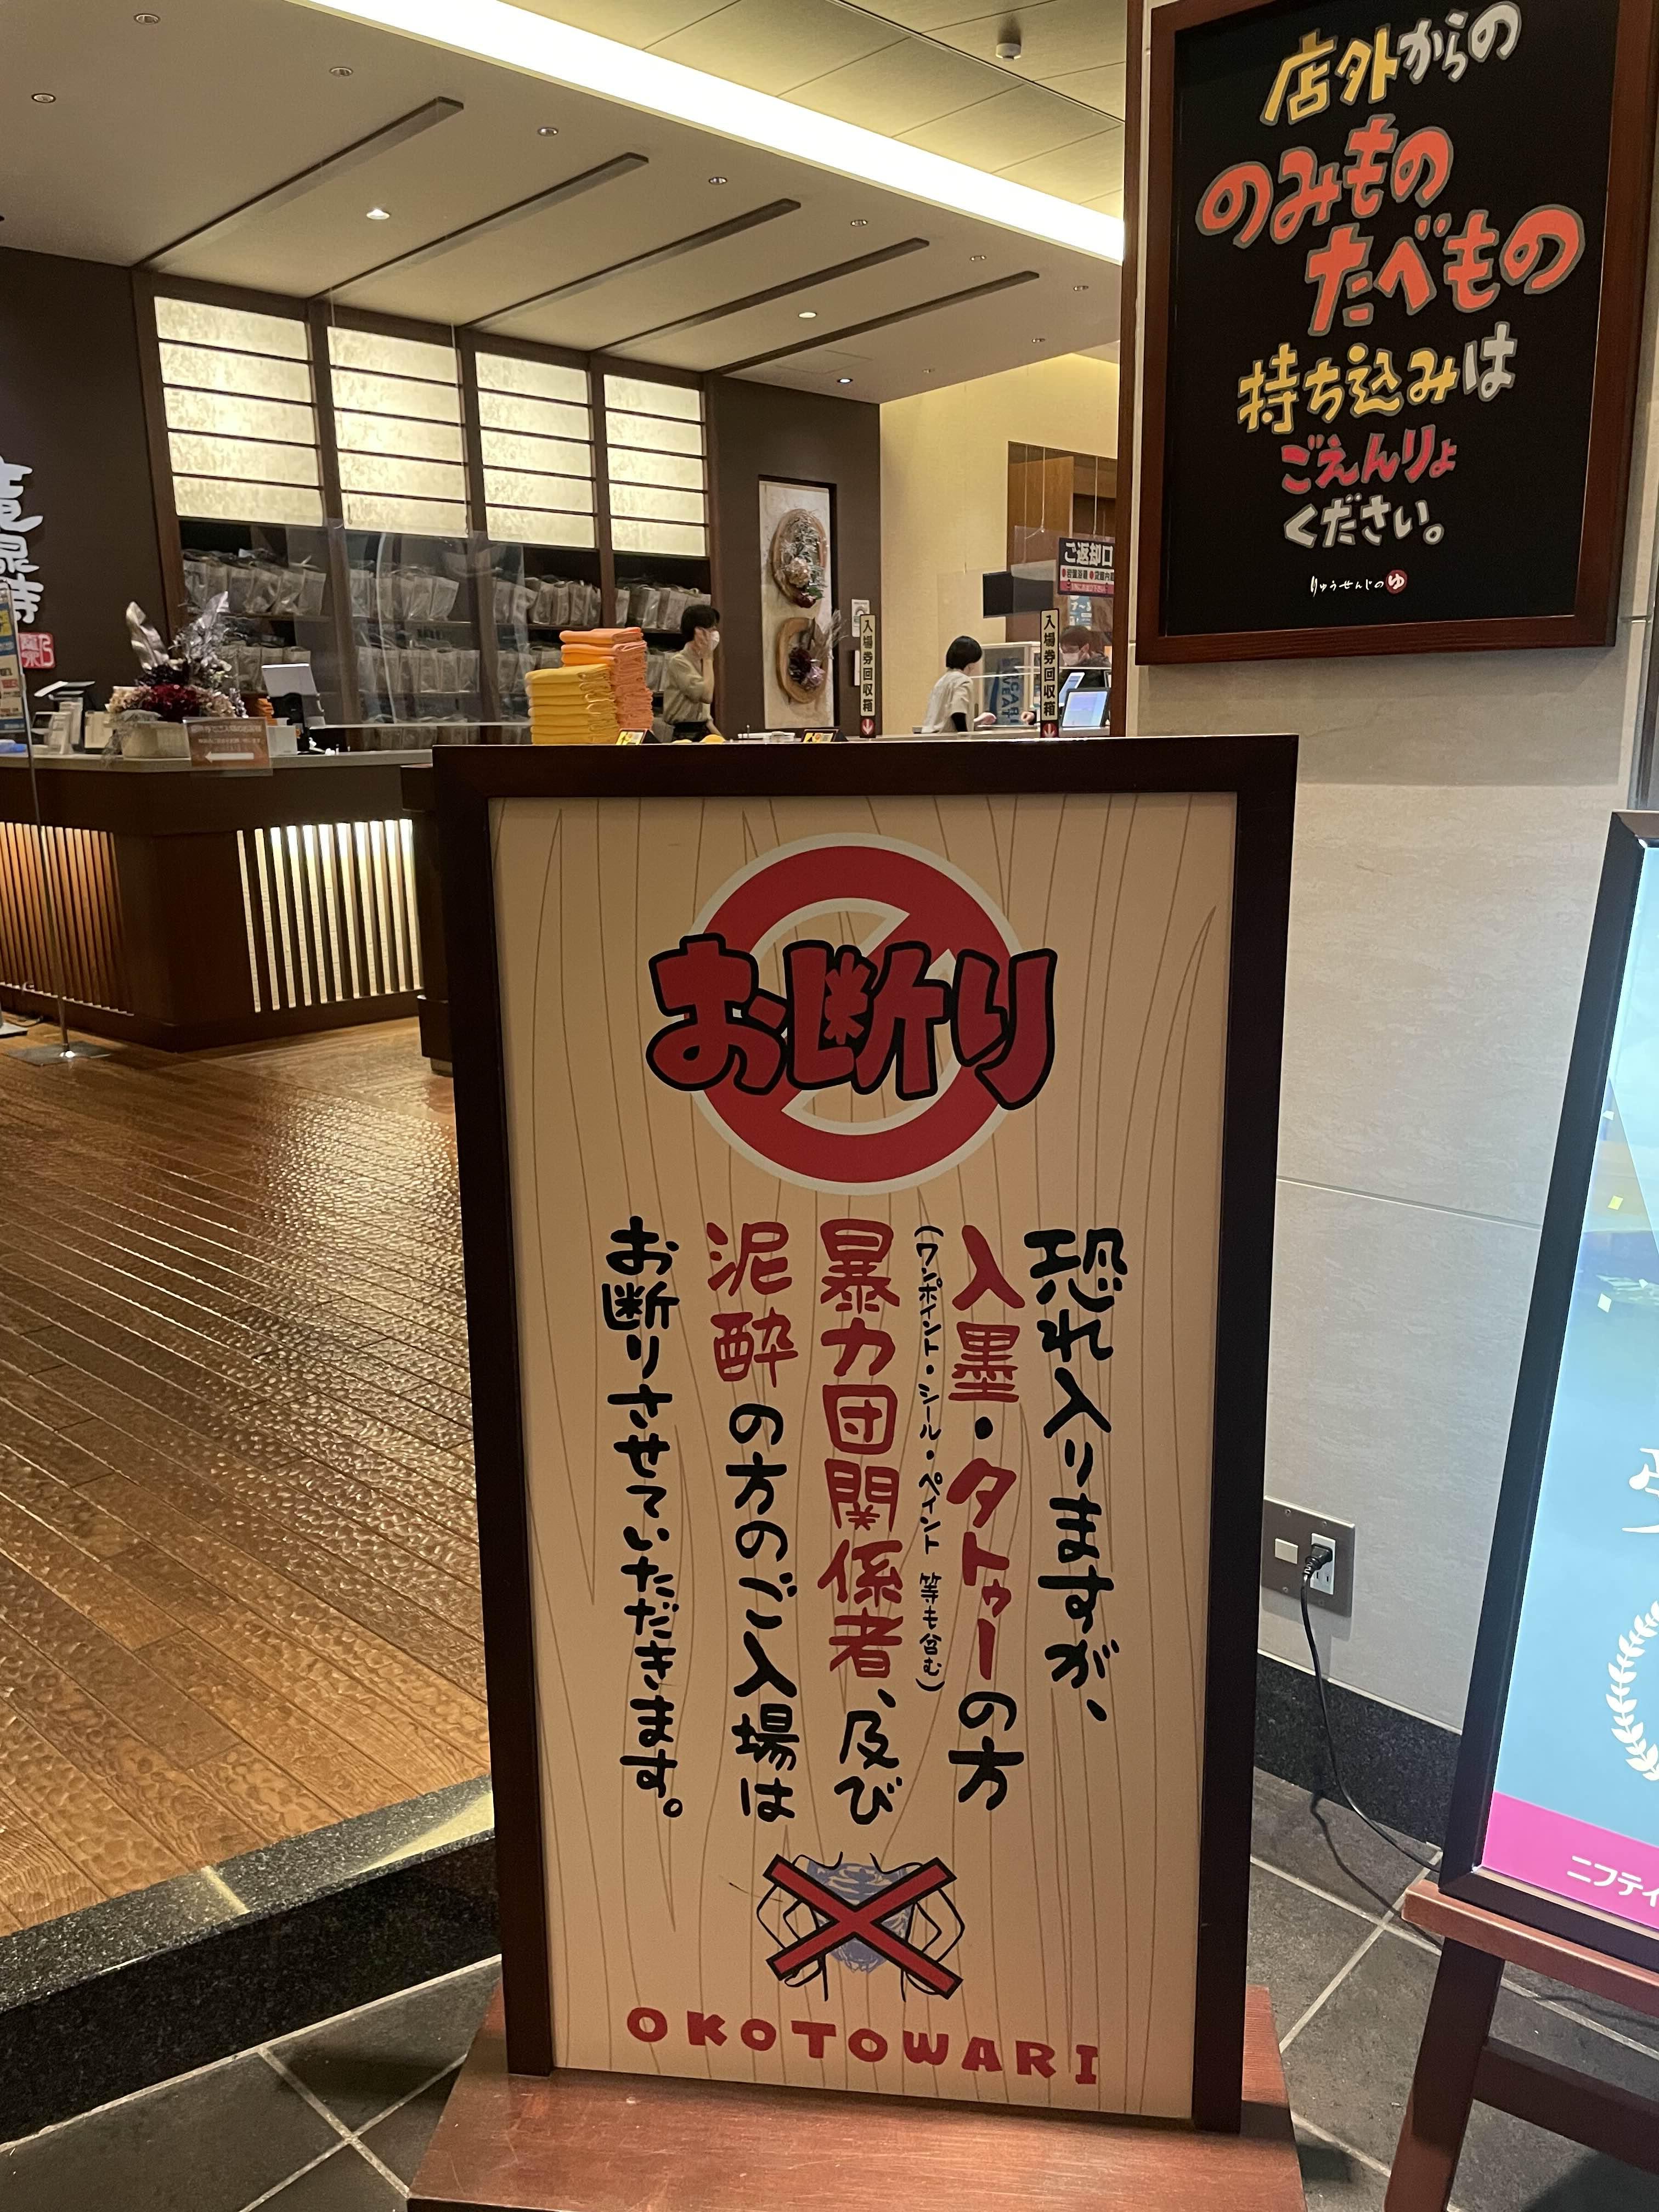 店外からの
のみもの
たべもの
持ち込みは
ごえんりょ
ください。
りゅうせんじのゆ
ご返却口
入場券回収箱
入場券回収箱
お断り
恐れ入りますが、
入墨・タトゥーの方
(ワンポイント・シール・ペイント 等も含む)
暴力団関係者、及び
泥酔の方のご入場は
お断りさせていただきます。
OKOTOWARI
ニフティ